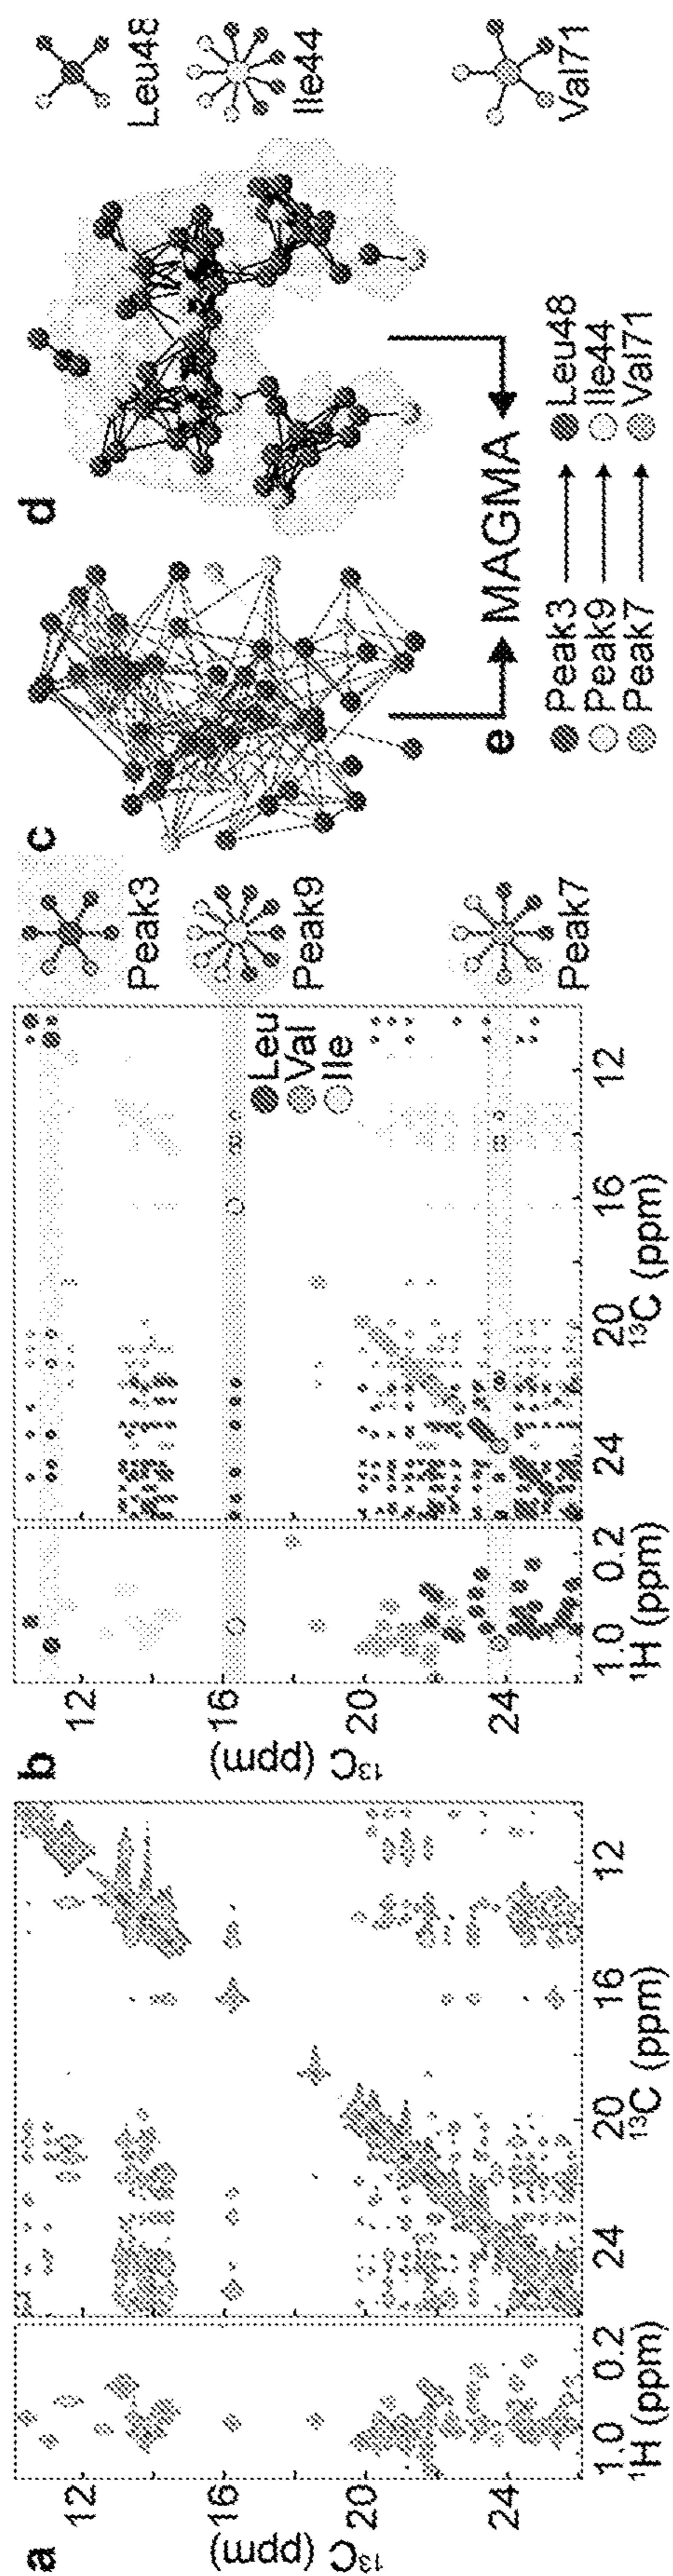 a
¹³C (ppm)
12
16
20
24
1.0 0.2
¹H (ppm)
24 20 16 12
¹³C (ppm)
b
¹³C (ppm)
12
16
20
24
1.0 0.2
¹H (ppm)
24 20 16 12
¹³C (ppm)
Leu
Val
Ile
Peak3
Peak9
Peak7
c
d
Leu48
Ile44
Val71
e
MAGMA
Peak3 Leu48
Peak9 Ile44
Peak7 Val71